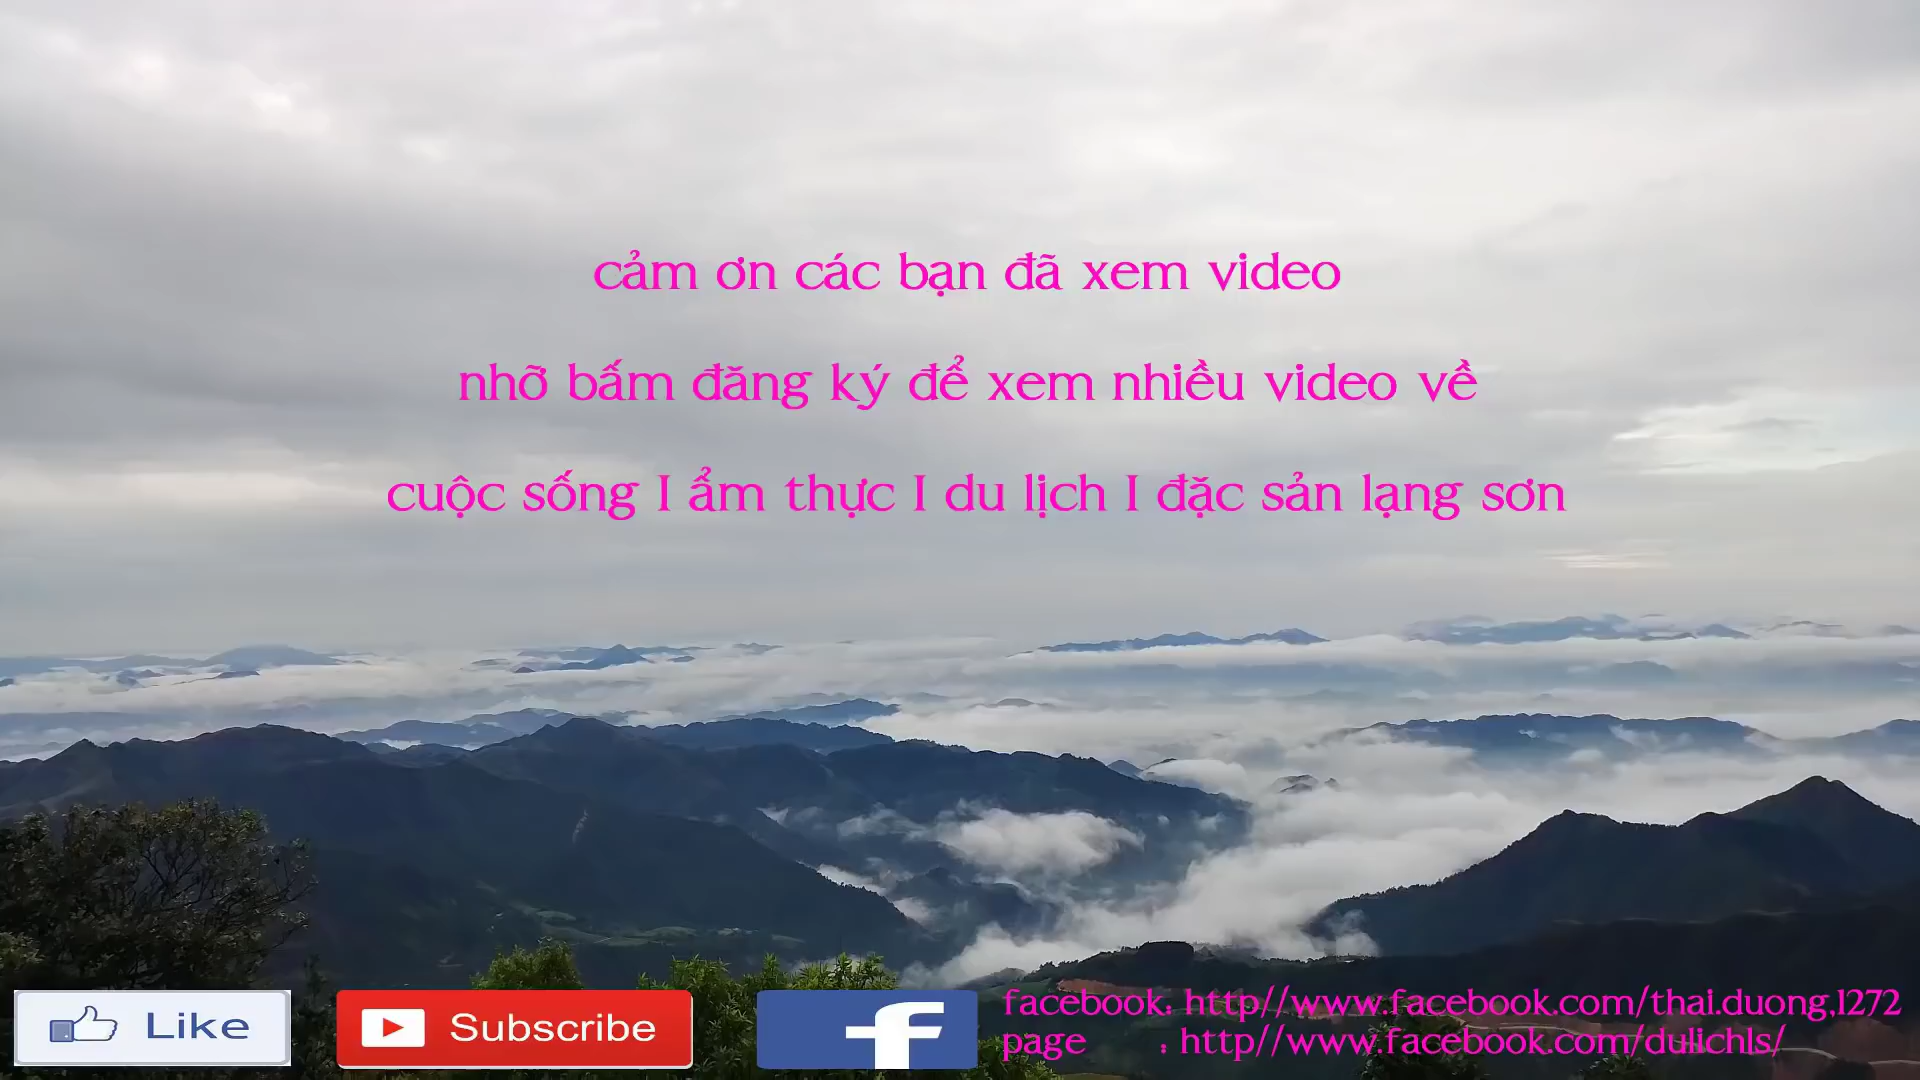 cảm ơn các bạn đã xem video
nhỡ bấm đăng ký để xem nhiều video về
cuộc sống I ẩm thực I du lịch I đặc sản lạng sơn
Like
Subscribe
facebook: http//www.facebook.com/thai.duong,1272
page : http//www.facebook.com/dulichls/